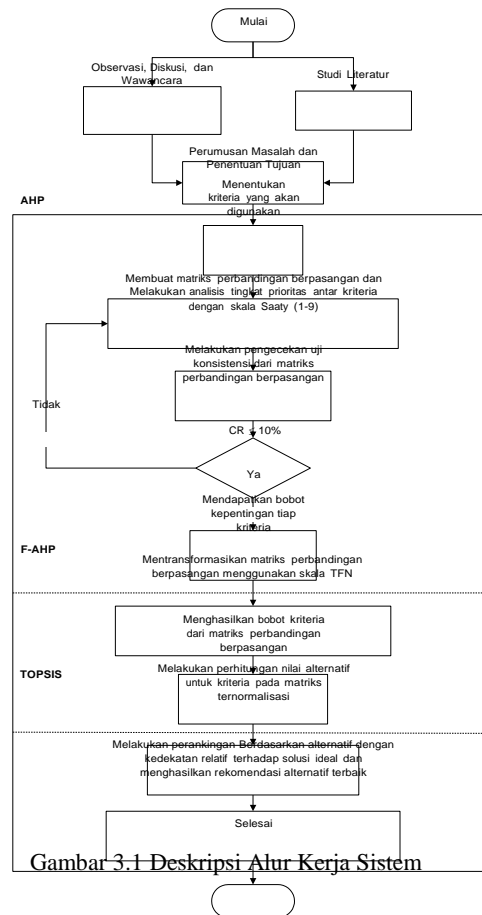 Mulai
Observasi, Diskusi, dan
Wawancara
Studi Literatur
Perumusan Masalah dan
Penentuan Tujuan
Menentukan
kriteria yang akan
digunakan
AHP
Membuat matriks perbandingan berpasangan dan
Melakukan analisis tingkat prioritas antar kriteria
dengan skala Saaty (1-9)
Melakukan pengecekan uji
konsistensi dari matriks
perbandingan berpasangan
Tidak
CR ≤ 10%
Ya
Mendapatkan bobot
kepentingan tiap
kriteria
F-AHP
Mentransformasikan matriks perbandingan
berpasangan menggunakan skala TFN
Menghasilkan bobot kriteria
dari matriks perbandingan
berpasangan
TOPSIS
Melakukan perhitungan nilai alternatif
untuk kriteria pada matriks
ternormalisasi
Melakukan perankingan Berdasarkan alternatif dengan
kedekatan relatif terhadap solusi ideal dan
menghasilkan rekomendasi alternatif terbaik
Selesai
Gambar 3.1 Deskripsi Alur Kerja Sistem